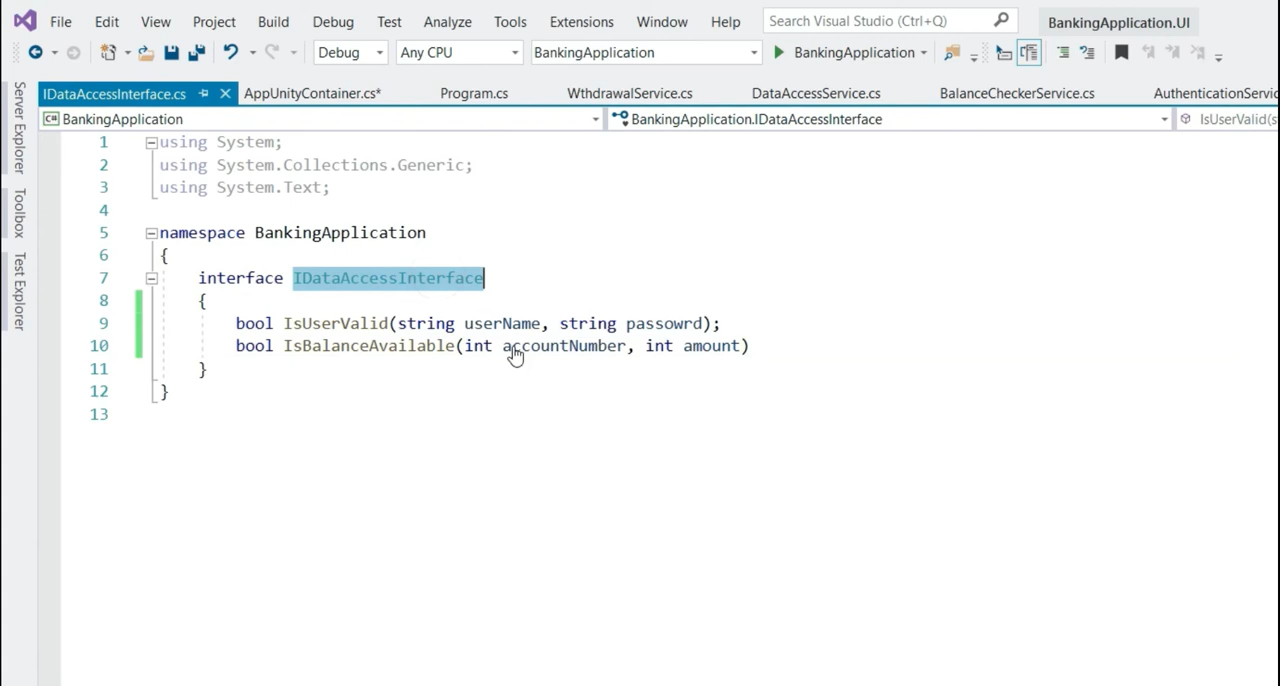 File Edit View Project Build Debug Test Analyze Tools Extensions Window Help Search Visual Studio (Ctrl+Q) BankingApplication.UI
Debug Any CPU BankingApplication BankingApplication
IDataAccessInterface.cs AppUnityContainer.cs* Program.cs WthdrawalService.cs DataAccessService.cs BalanceCheckerService.cs AuthenticationServic
C# BankingApplication BankingApplication.IDataAccessInterface IsUserValid(s
Server Explorer
Toolbox
Test Explorer
1 using System;
2 using System.Collections.Generic;
3 using System.Text;
4
5 namespace BankingApplication
6 {
7 interface IDataAccessInterface
8 {
9 bool IsUserValid(string userName, string passowrd);
10 bool IsBalanceAvailable(int accountNumber, int amount)
11 }
12 }
13